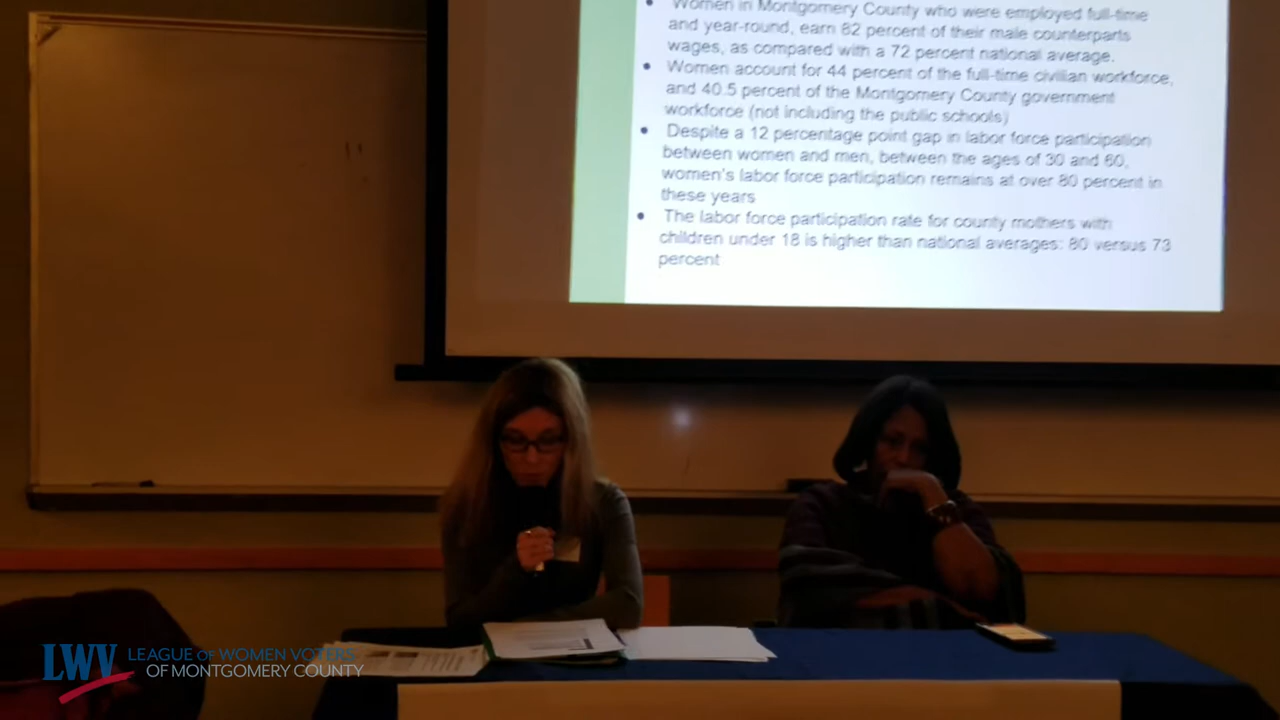 • Women in Montgomery County who were employed full-time
and year-round, earn 82 percent of their male counterparts
wages, as compared with a 72 percent national average.
• Women account for 44 percent of the full-time civilian workforce,
and 40.5 percent of the Montgomery County government
workforce (not including the public schools)
• Despite a 12 percentage point gap in labor force participation
between women and men, between the ages of 30 and 60,
women's labor force participation remains at over 80 percent in
these years
• The labor force participation rate for county mothers with
children under 18 is higher than national averages: 80 versus 73
percent
LWV LEAGUE OF WOMEN VOTERS
OF MONTGOMERY COUNTY